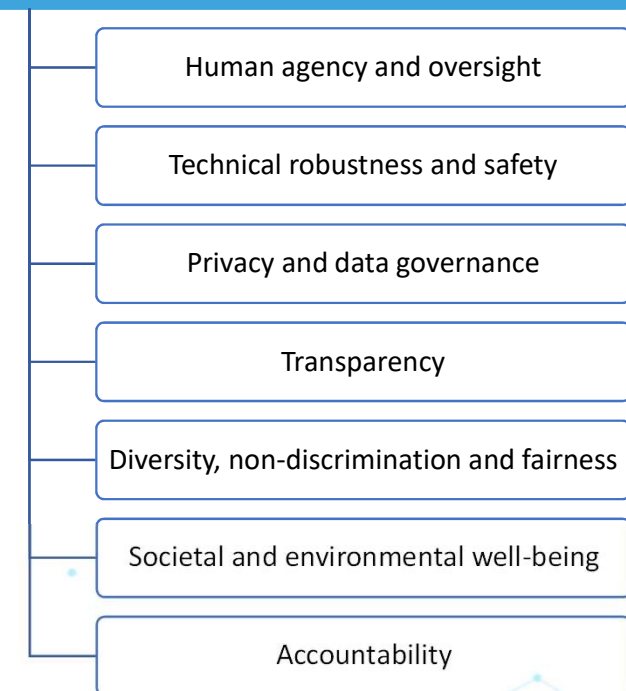 Human agency and oversight
Technical robustness and safety
Privacy and data governance
Transparency
Diversity, non-discrimination and fairness
Societal and environmental well-being
Accountability